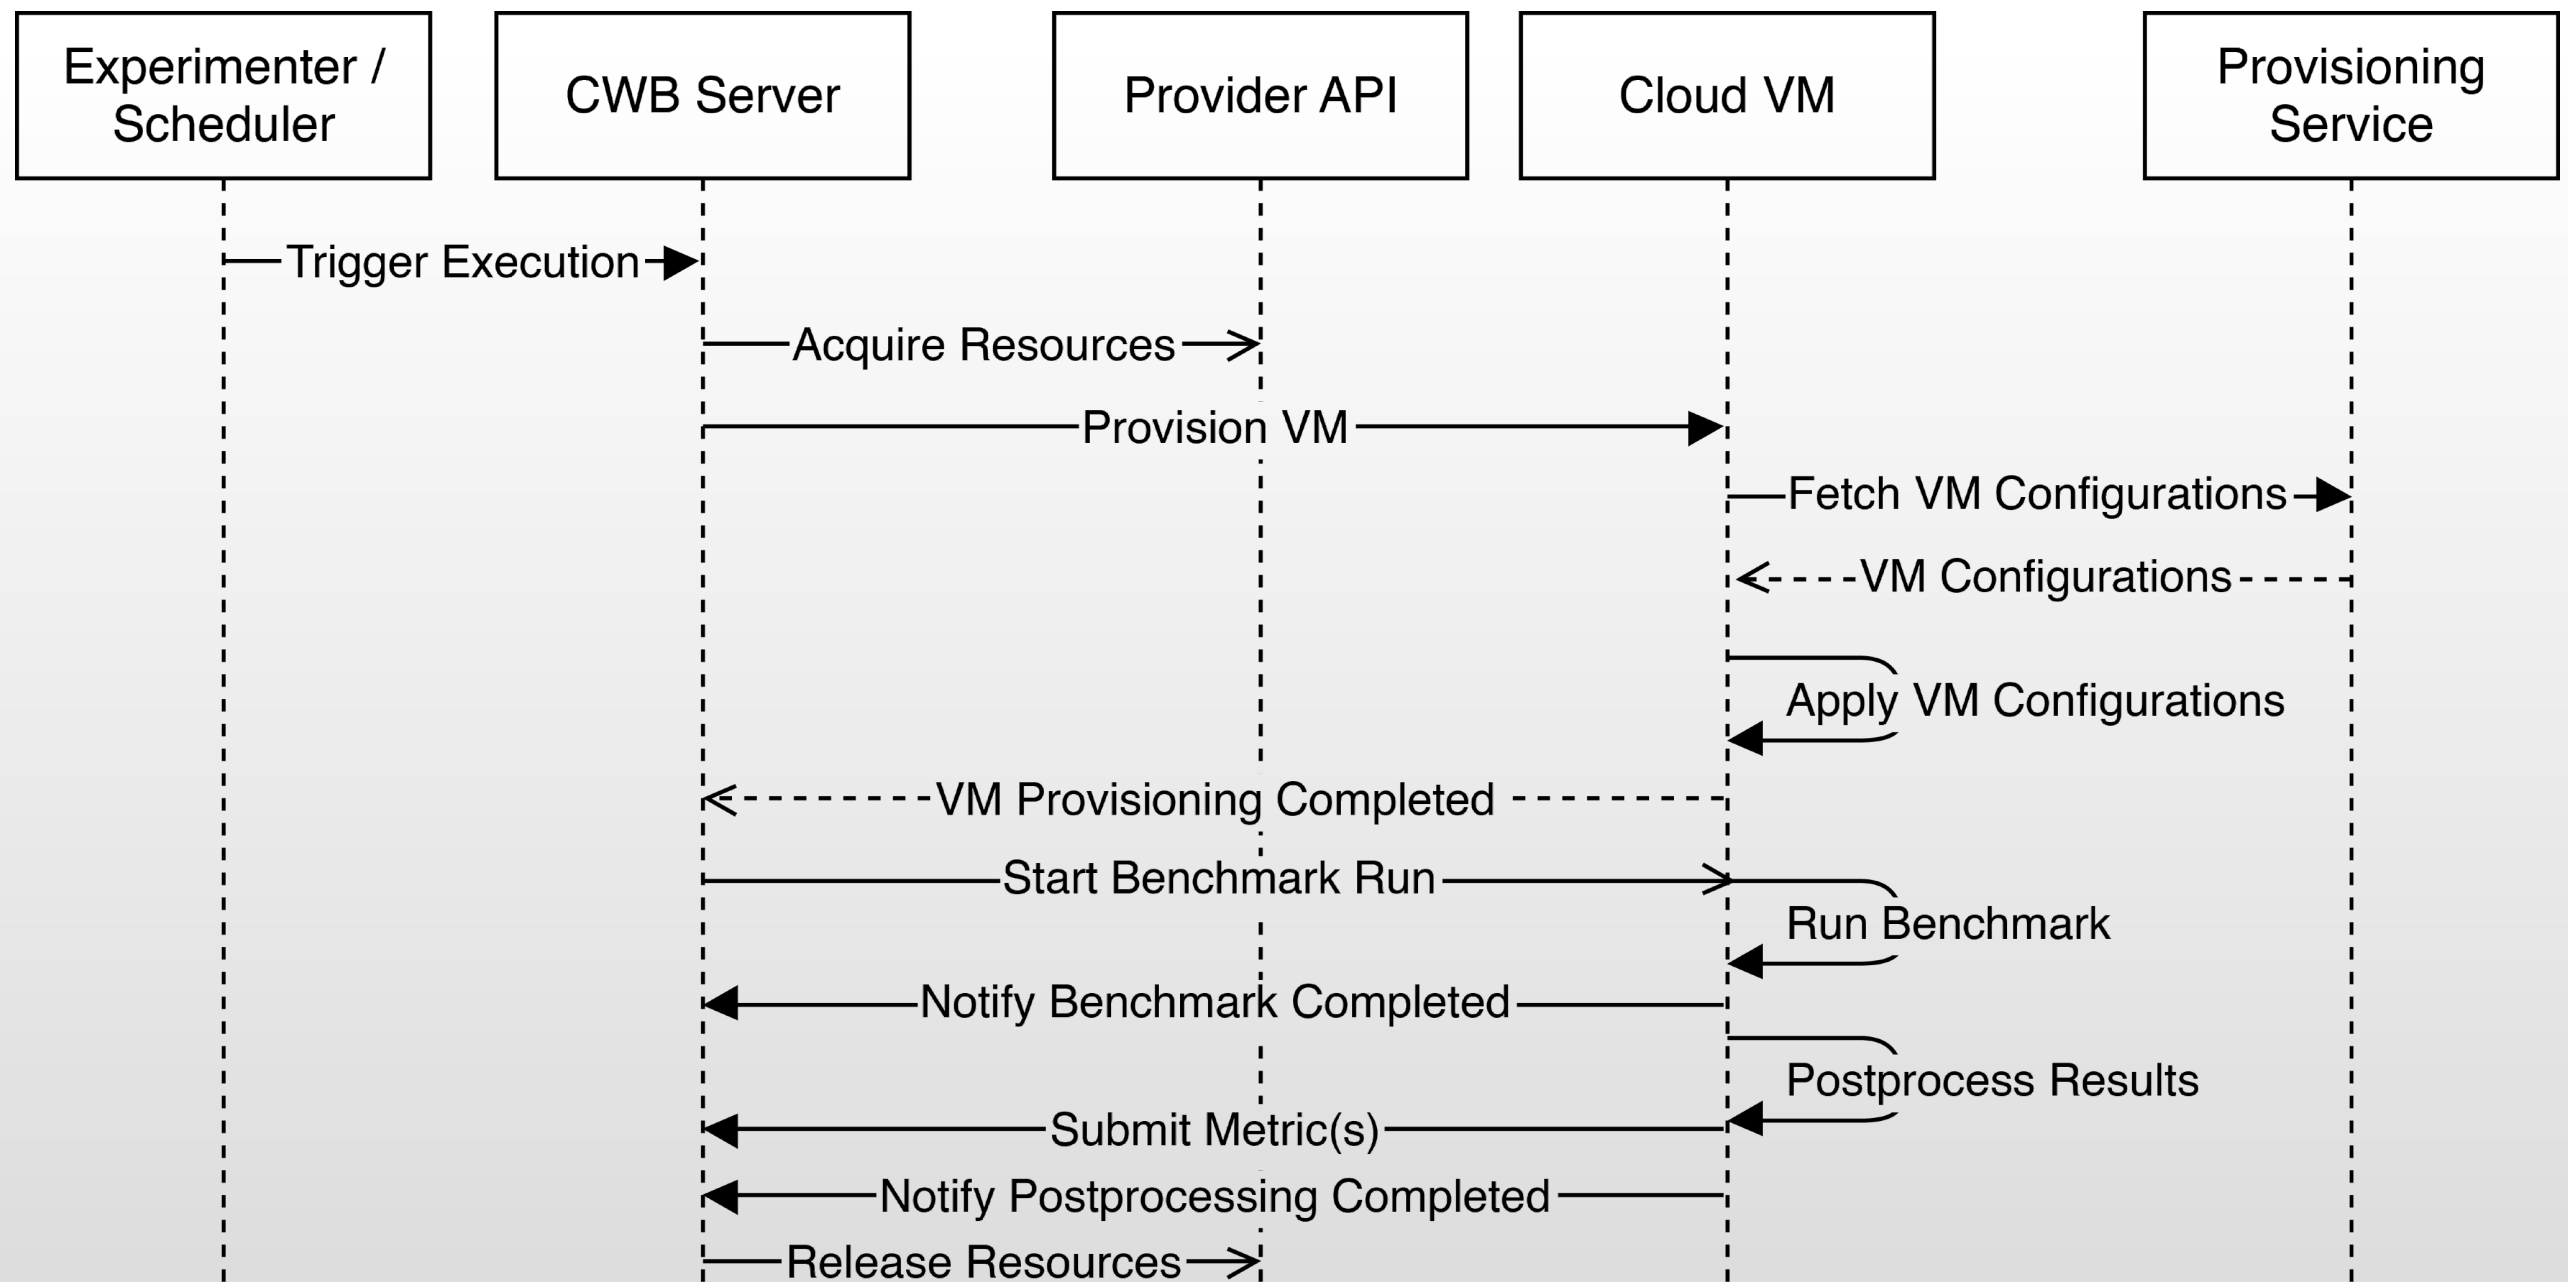 Experimenter /
Scheduler
CWB Server
Provider API
Cloud VM
Provisioning
Service
Trigger Execution
Acquire Resources
Provision VM
Fetch VM Configurations
VM Configurations
Apply VM Configurations
VM Provisioning Completed
Start Benchmark Run
Run Benchmark
Notify Benchmark Completed
Postprocess Results
Submit Metric(s)
Notify Postprocessing Completed
Release Resources